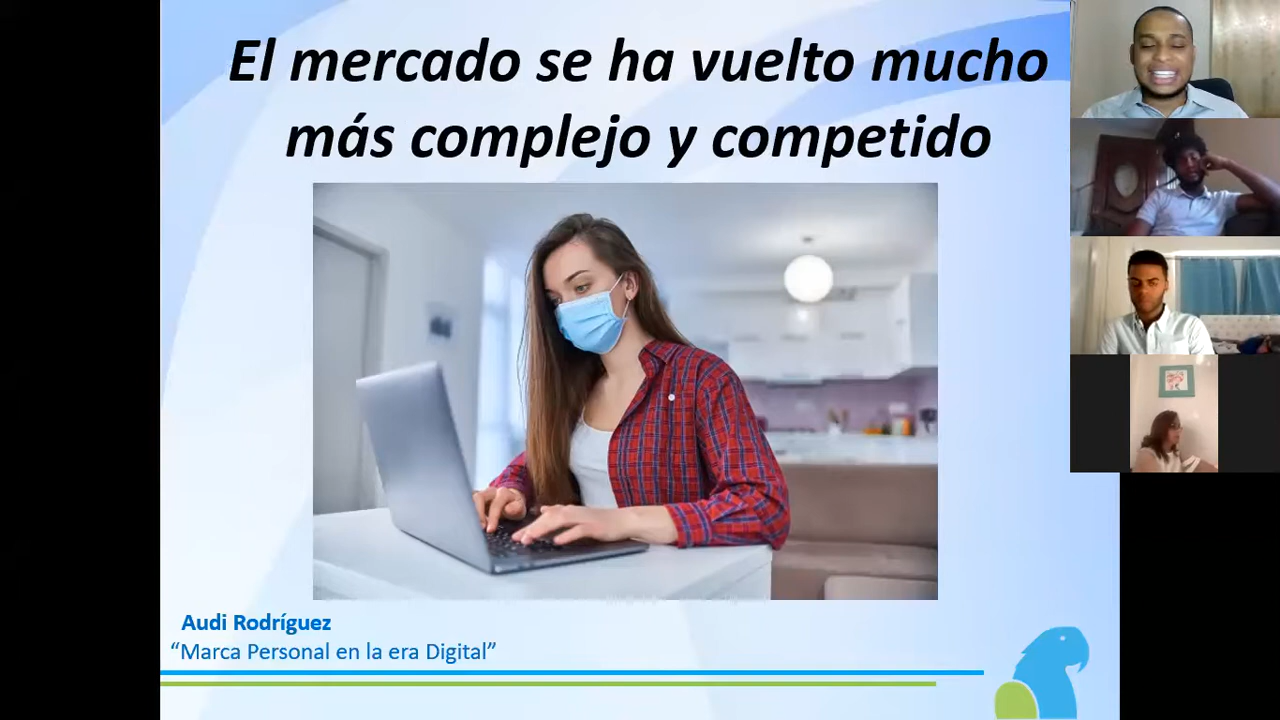 El mercado se ha vuelto mucho
más complejo y competido
Audi Rodríguez
“Marca Personal en la era Digital”